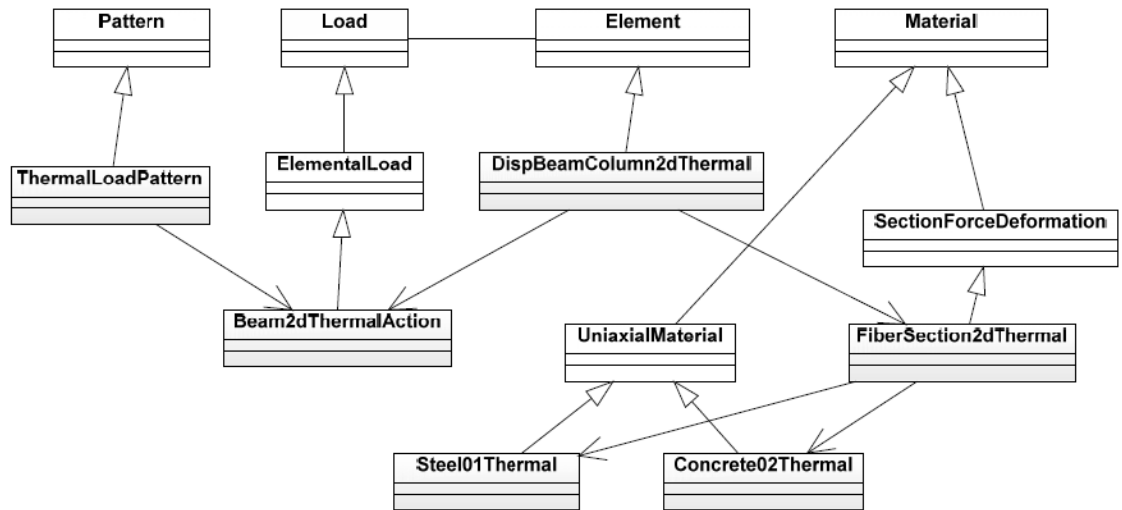 Pattern
Load
Element
Material
ElementalLoad
DispBeamColumn2dThermal
ThermalLoadPattern
SectionForceDeformation
Beam2dThermalAction
UniaxialMaterial
FiberSection2dThermal
Steel01Thermal
Concrete02Thermal